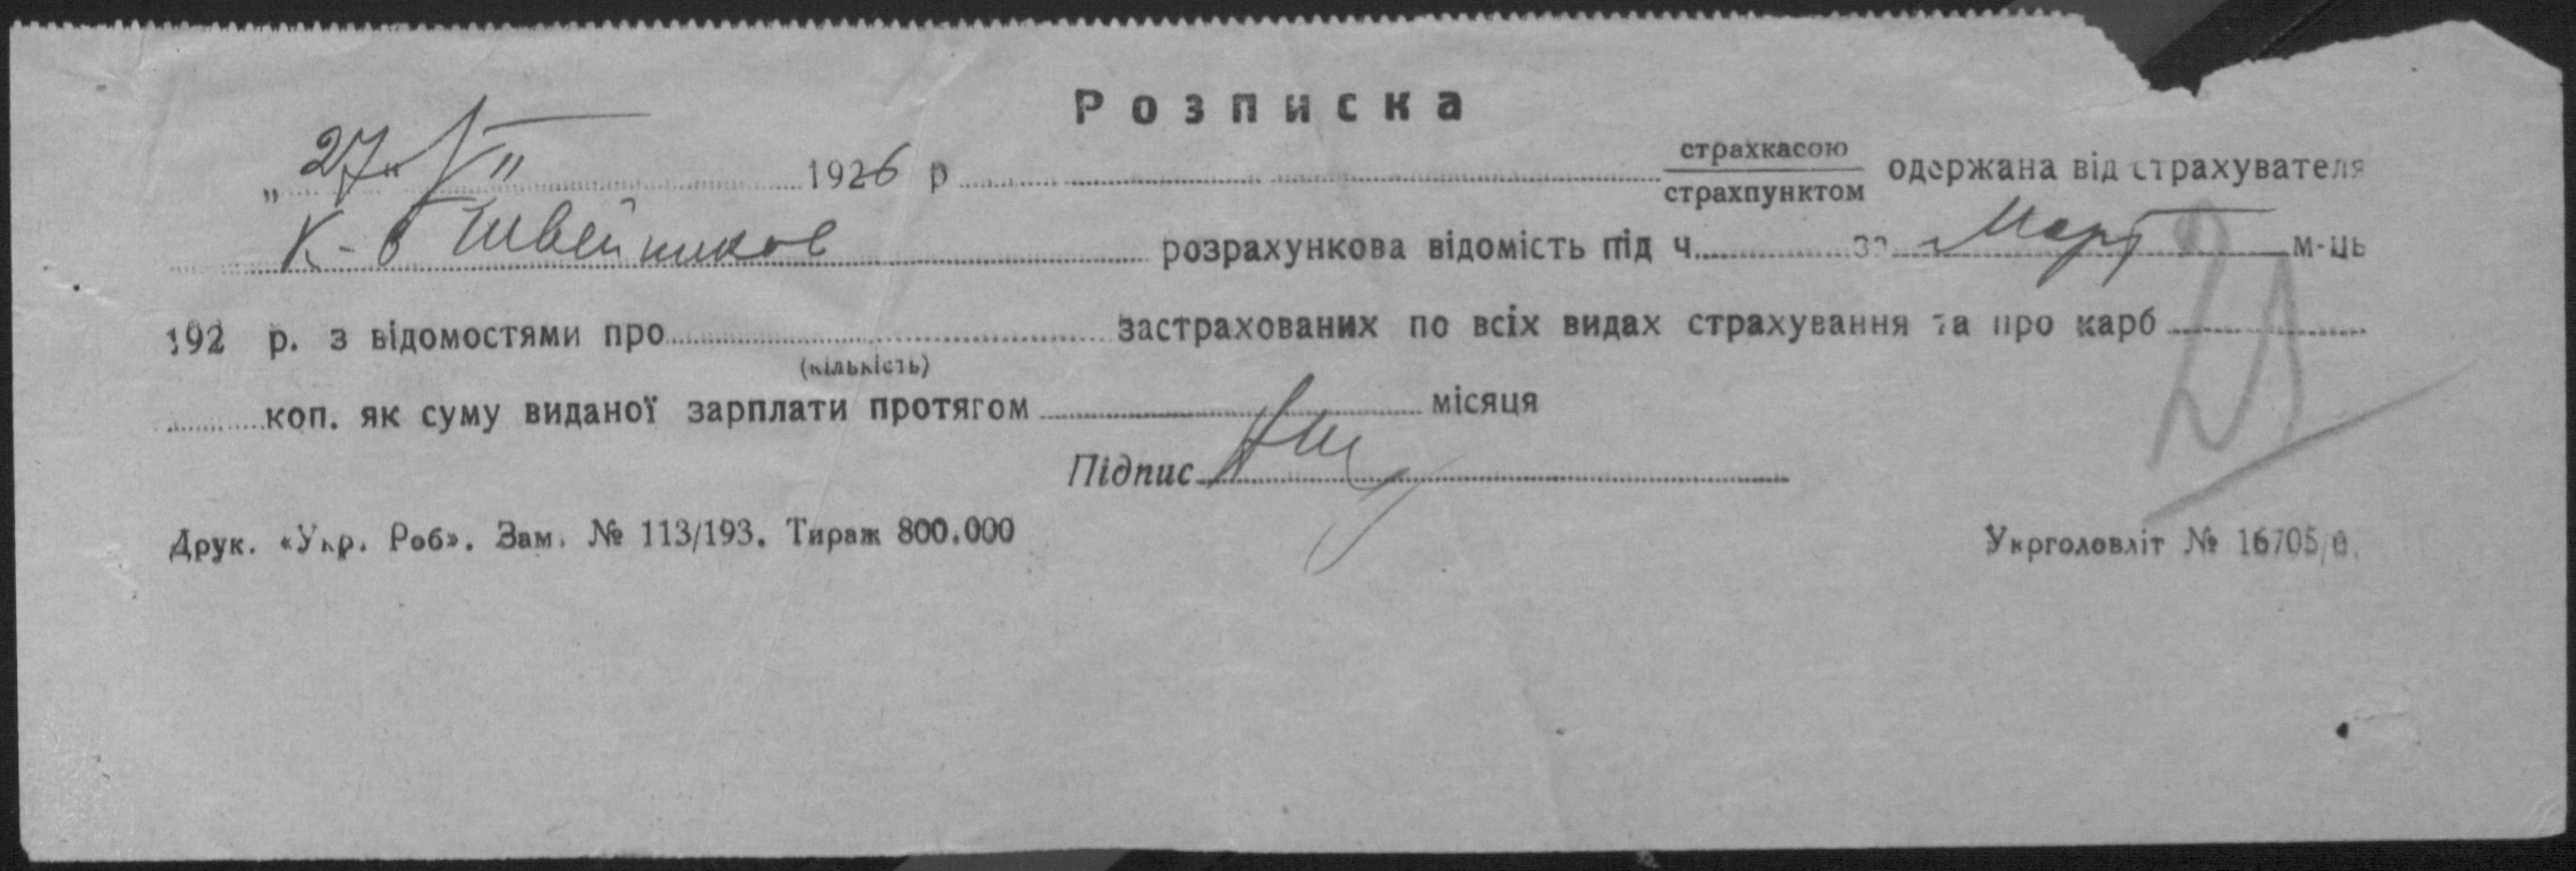 Розписка
„27“ V" 1926 р. страхкасою / страхпунктом одержана від страхувателя
К-в Швейников розрахункова відомість під ч. за Март м-ць
192 р. з відомостями про застрахованих по всіх видах страхування та про карб
(кількість)
коп. як суму виданої зарплати протягом місяця
Підпис
Друк. «Укр. Роб». Зам. № 113/193. Тираж 800.000
Укрголовліт № 16705/0.
21